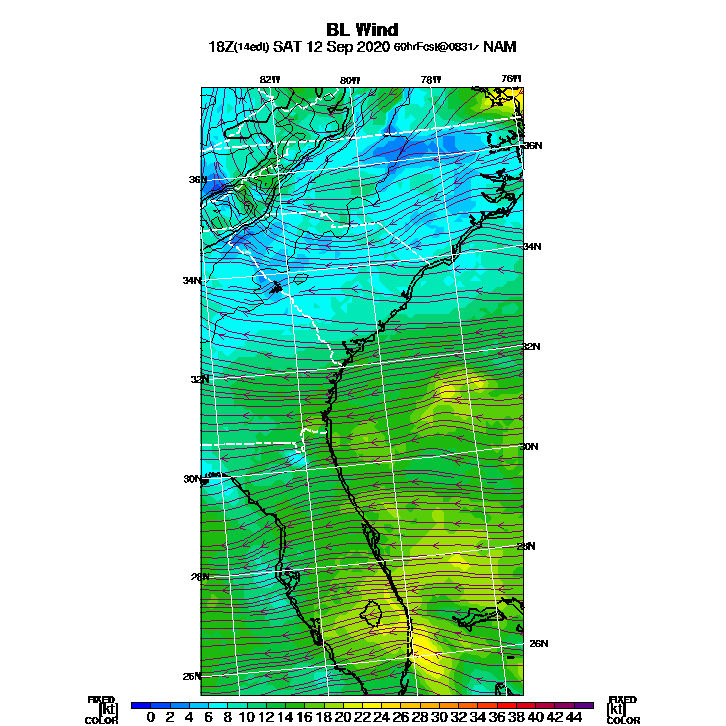 BL Wind
18Z(14edt) SAT 12 Sep 2020 60hrFcst@0831z NAM
82W 80W 78W 76W
36N
36N
34N
34N
32N
32N
30N
30N
28N
28N
26N
26N
FIXED FIXED
[kt] 0 2 4 6 8 10 12 14 16 18 20 22 24 26 28 30 32 34 36 38 40 42 44 [kt]
COLOR COLOR